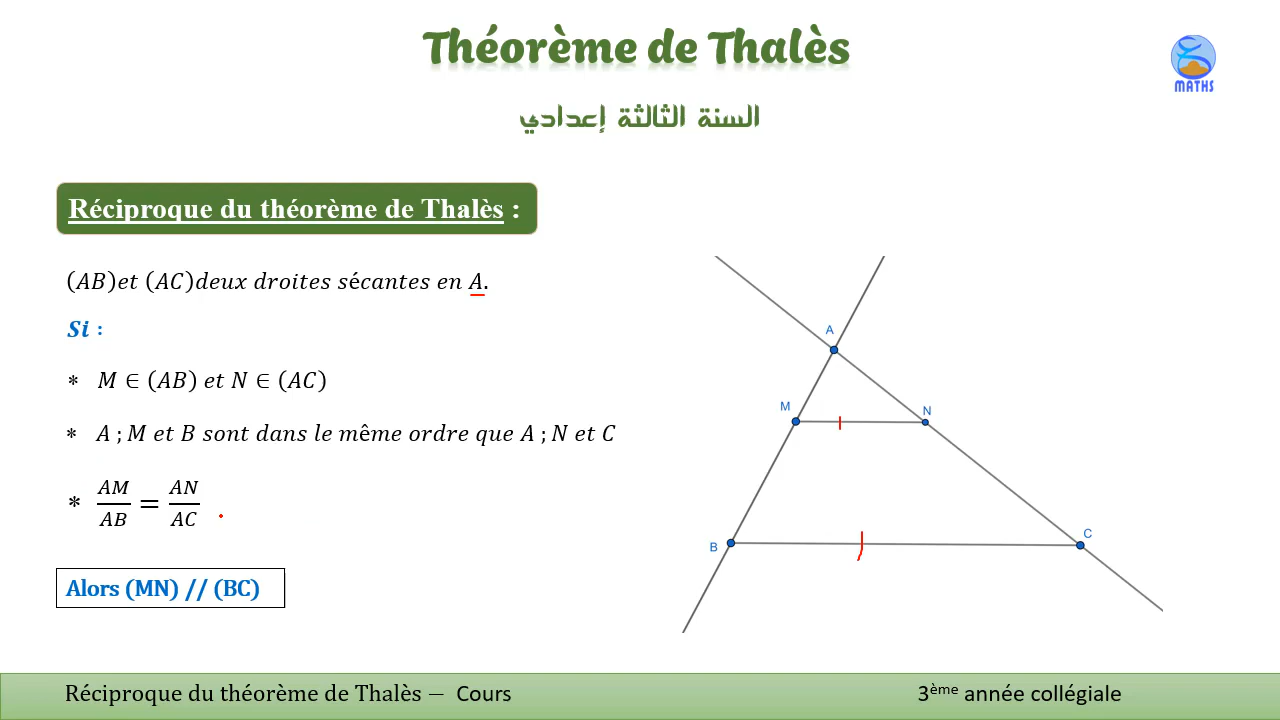 Théorème de Thalès
MATHS
السنة الثالثة إعدادي
Réciproque du théorème de Thalès :
(AB)et (AC)deux droites sécantes en A.
Si :
* M ∈ (AB) et N ∈ (AC)
* A ; M et B sont dans le même ordre que A ; N et C
* AM/AB = AN/AC
Alors (MN) // (BC)
A
M
N
B
C
Réciproque du théorème de Thalès − Cours
3ème année collégiale